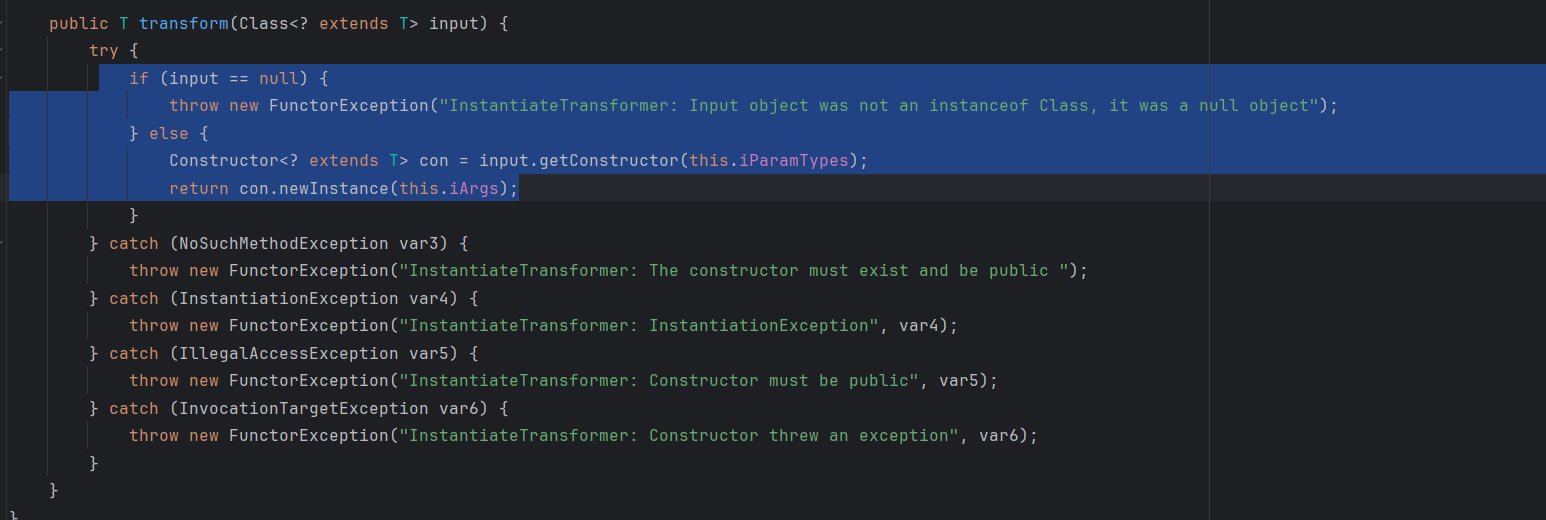 public T transform(Class<? extends T> input) {
try {
if (input == null) {
throw new FunctorException("InstantiateTransformer: Input object was not an instanceof Class, it was a null object");
} else {
Constructor<? extends T> con = input.getConstructor(this.iParamTypes);
return con.newInstance(this.iArgs);
}
} catch (NoSuchMethodException var3) {
throw new FunctorException("InstantiateTransformer: The constructor must exist and be public ");
} catch (InstantiationException var4) {
throw new FunctorException("InstantiateTransformer: InstantiationException", var4);
} catch (IllegalAccessException var5) {
throw new FunctorException("InstantiateTransformer: Constructor must be public", var5);
} catch (InvocationTargetException var6) {
throw new FunctorException("InstantiateTransformer: Constructor threw an exception", var6);
}
}
}